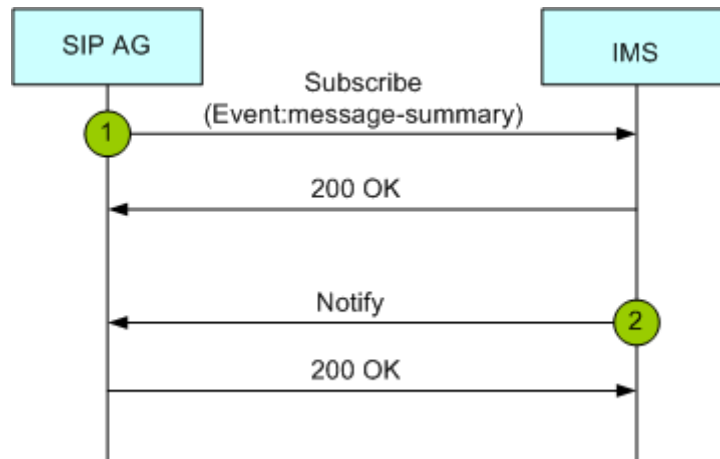 SIP AG
IMS
Subscribe
(Event:message-summary)
1
200 OK
Notify
2
200 OK